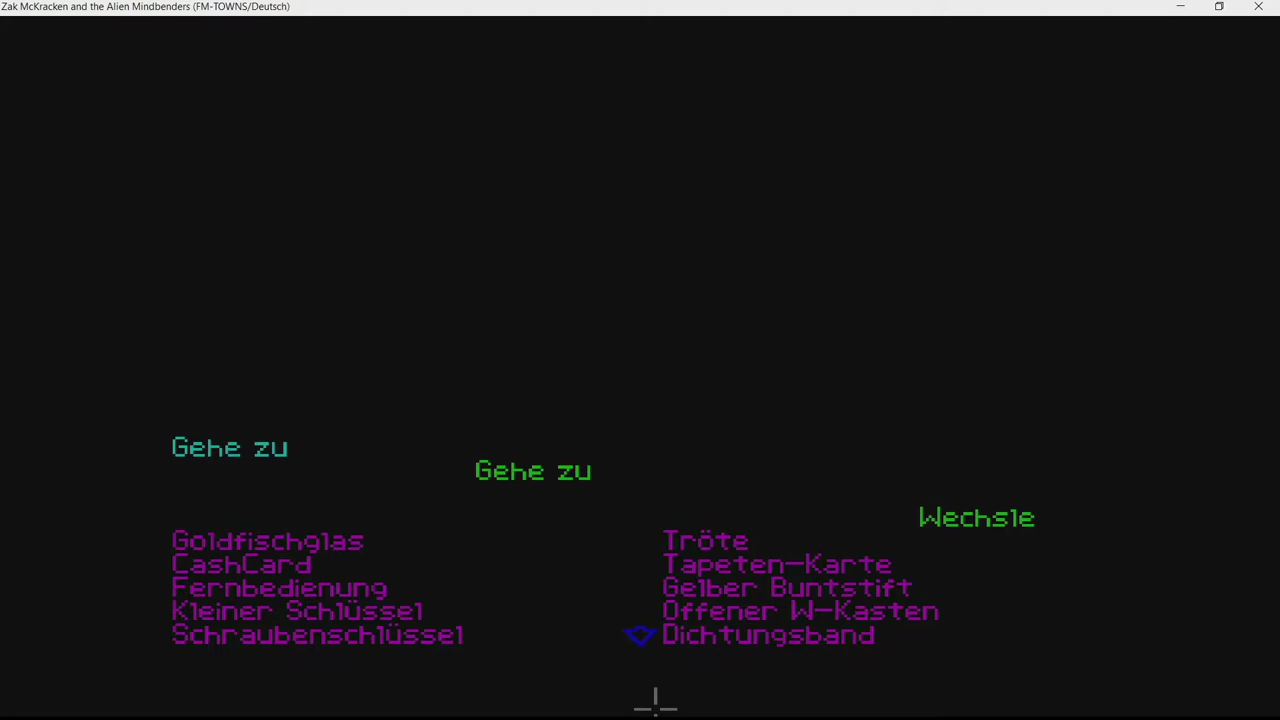 Zak McKracken and the Alien Mindbenders (FM-TOWNS/Deutsch)
Gehe zu
Gehe zu
Wechsle
Goldfischglas Tröte
CashCard Tapeten-Karte
Fernbedienung Gelber Buntstift
Kleiner Schlüssel Offener W-Kasten
Schraubenschlüssel Dichtungsband